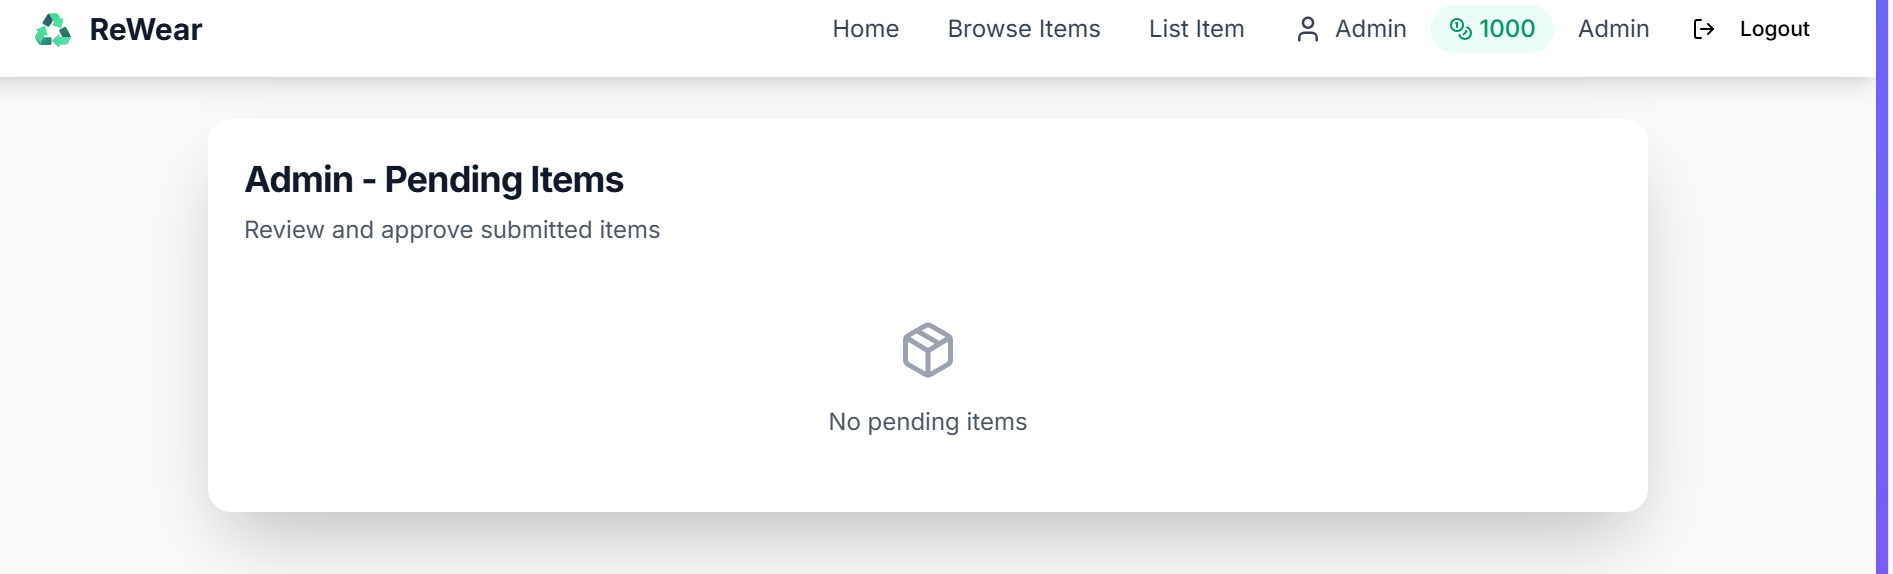 ReWear
Home Browse Items List Item Admin 1000 Admin Logout
Admin - Pending Items
Review and approve submitted items
No pending items